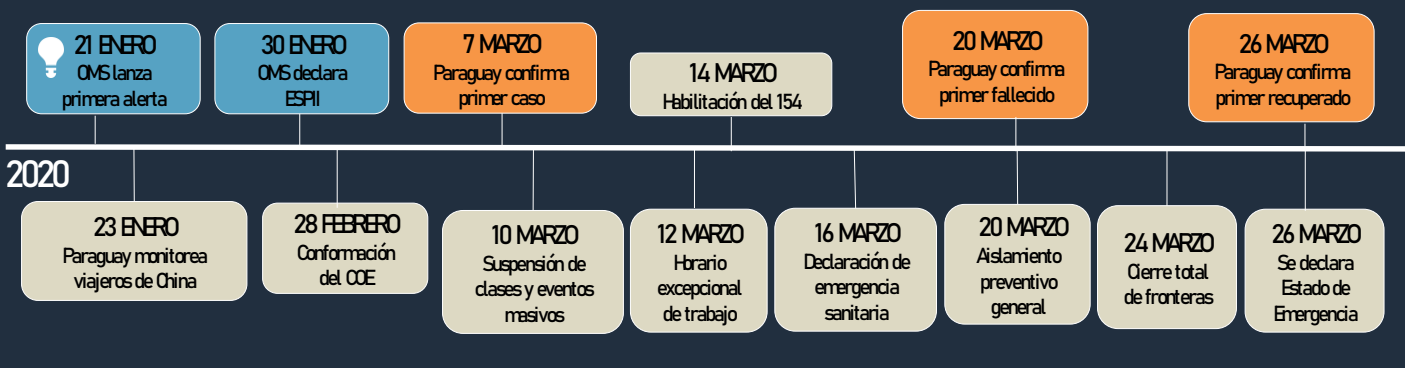 21 ENERO
OMS lanza
primera alerta
30 ENERO
OMS declara
ESPII
7 MARZO
Paraguay confirma
primer caso
14 MARZO
Habilitación del 154
20 MARZO
Paraguay confirma
primer fallecido
26 MARZO
Paraguay confirma
primer recuperado
2020
23 ENERO
Paraguay monitorea
viajeros de China
28 FEBRERO
Conformación
del COE
10 MARZO
Suspensión de
clases y eventos
masivos
12 MARZO
Horario
excepcional
de trabajo
16 MARZO
Declaración de
emergencia
sanitaria
20 MARZO
Aislamiento
preventivo
general
24 MARZO
Cierre total
de fronteras
26 MARZO
Se declara
Estado de
Emergencia